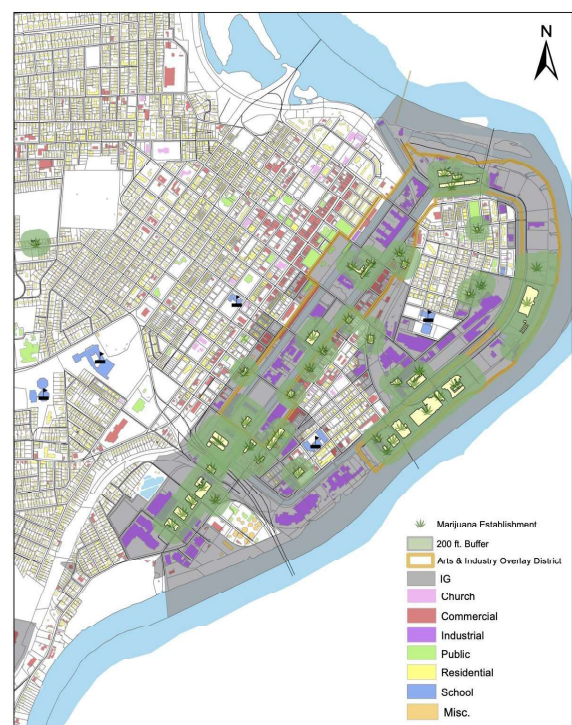 N
Marijuana Establishment
200 ft. Buffer
Arts & Industry Overlay District
IG
Church
Commercial
Industrial
Public
Residential
School
Misc.